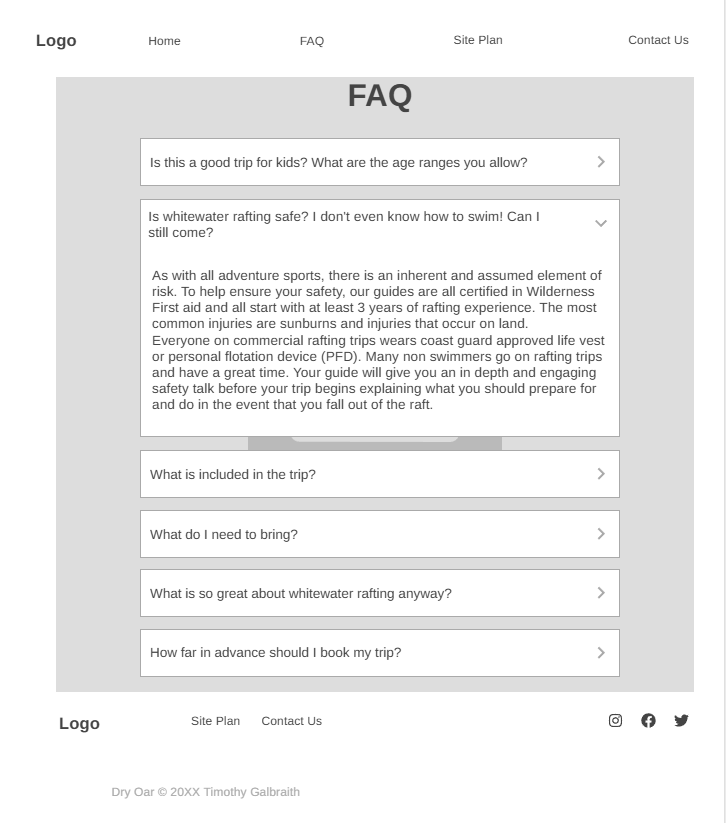 Logo
Home
FAQ
Site Plan
Contact Us
FAQ
Is this a good trip for kids? What are the age ranges you allow?
Is whitewater rafting safe? I don't even know how to swim! Can I
still come?
As with all adventure sports, there is an inherent and assumed element of
risk. To help ensure your safety, our guides are all certified in Wilderness
First aid and all start with at least 3 years of rafting experience. The most
common injuries are sunburns and injuries that occur on land.
Everyone on commercial rafting trips wears coast guard approved life vest
or personal flotation device (PFD). Many non swimmers go on rafting trips
and have a great time. Your guide will give you an in depth and engaging
safety talk before your trip begins explaining what you should prepare for
and do in the event that you fall out of the raft.
What is included in the trip?
What do I need to bring?
What is so great about whitewater rafting anyway?
How far in advance should I book my trip?
Logo
Site Plan
Contact Us
Dry Oar © 20XX Timothy Galbraith